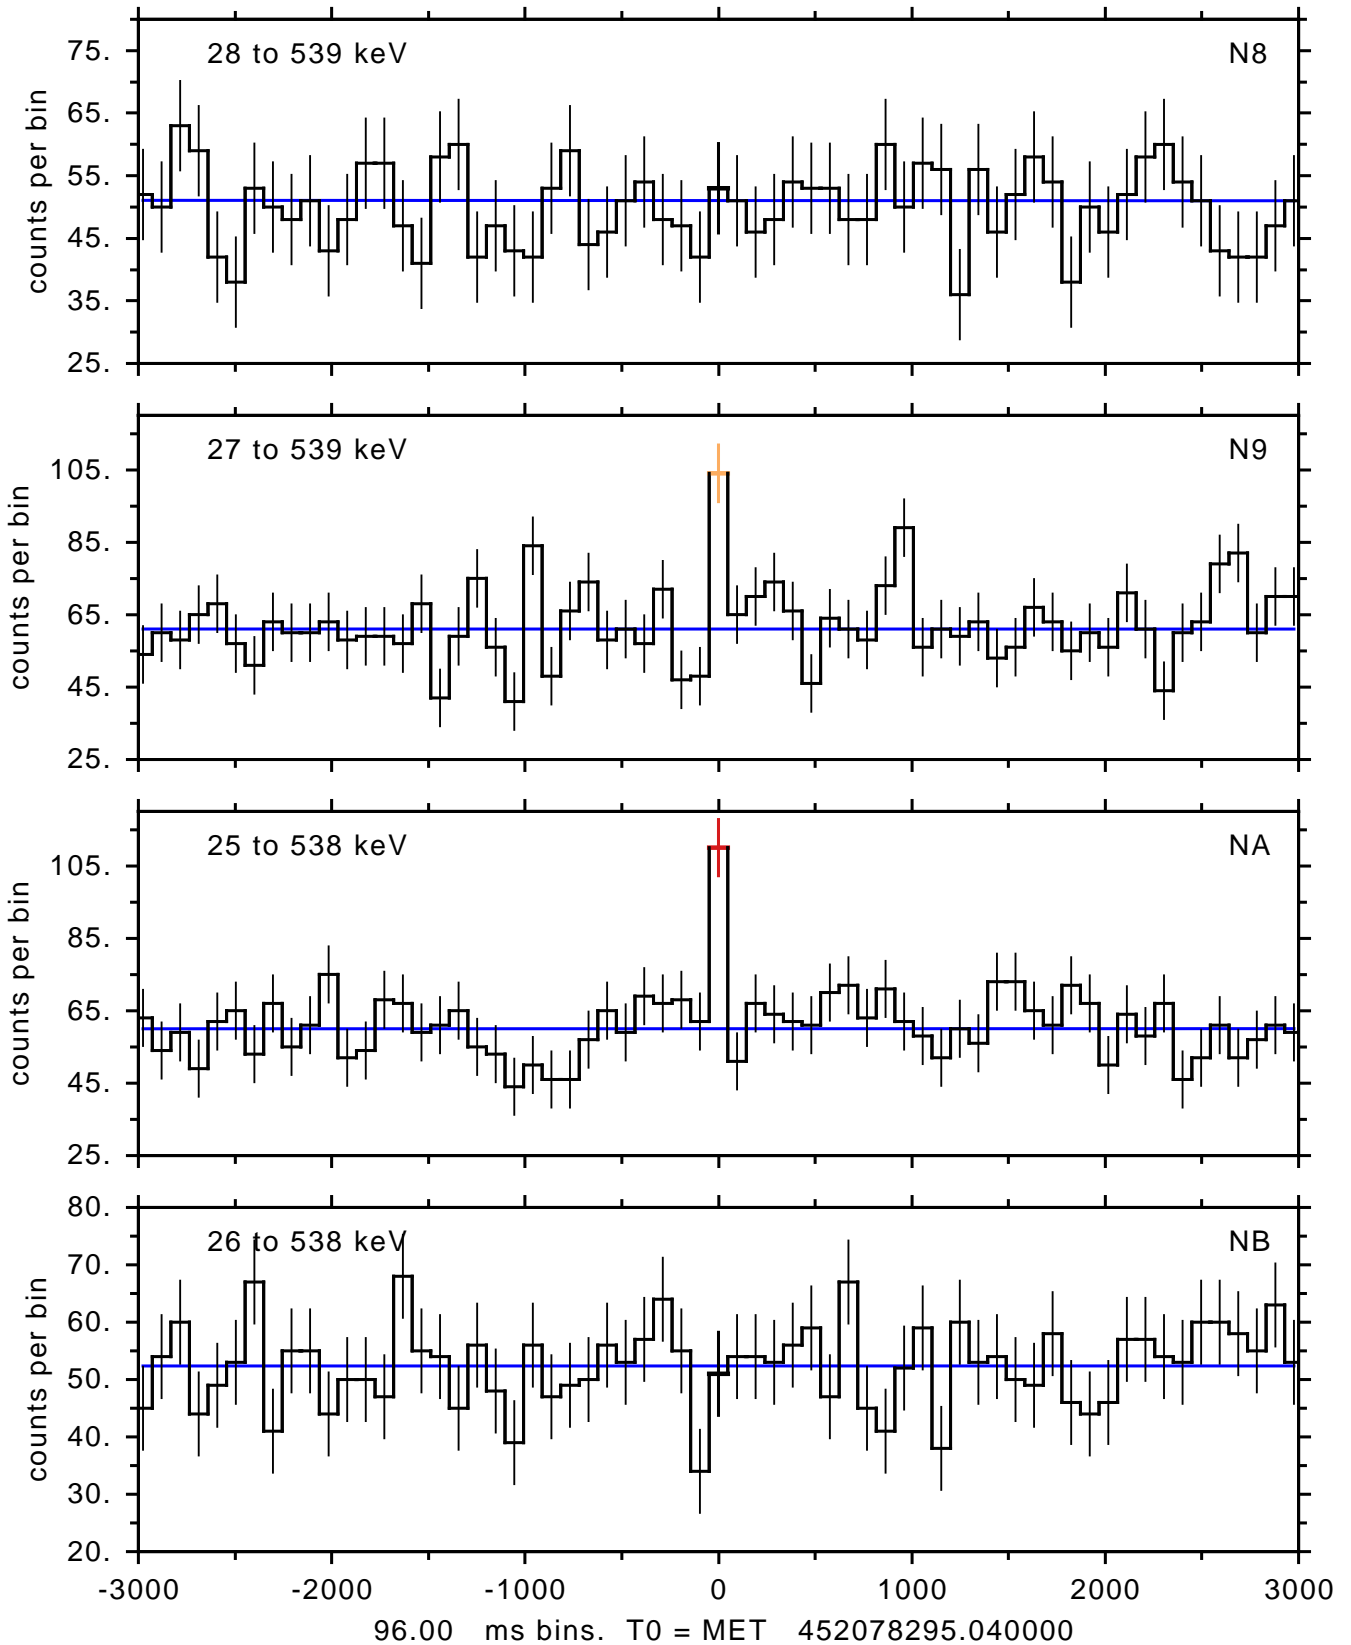 28 to 539 keV N8
counts per bin
75.
65.
55.
45.
35.
25.
27 to 539 keV N9
counts per bin
105.
85.
65.
45.
25.
25 to 538 keV NA
counts per bin
105.
85.
65.
45.
25.
26 to 538 keV NB
counts per bin
80.
70.
60.
50.
40.
30.
20.
-3000 -2000 -1000 0 1000 2000 3000
96.00 ms bins. T0 = MET 452078295.040000